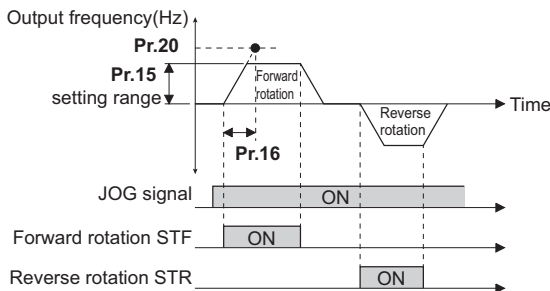 Output frequency(Hz)
Pr.20
Pr.15
setting range
Forward
rotation
Time
Reverse
rotation
Pr.16
JOG signal
ON
Forward rotation STF
ON
Reverse rotation STR
ON